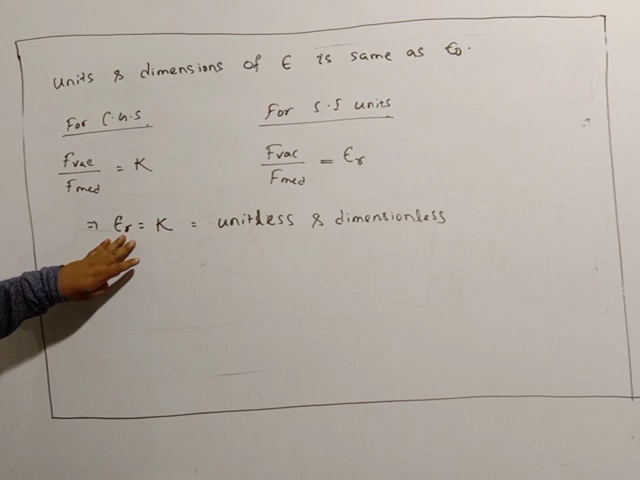 units & dimensions of ϵ is same as ϵ0.
For C.G.S. For S.I units
Fvac/Fmed = K Fvac/Fmed = ϵr
⇒ ϵr = K = unitless & dimensionless